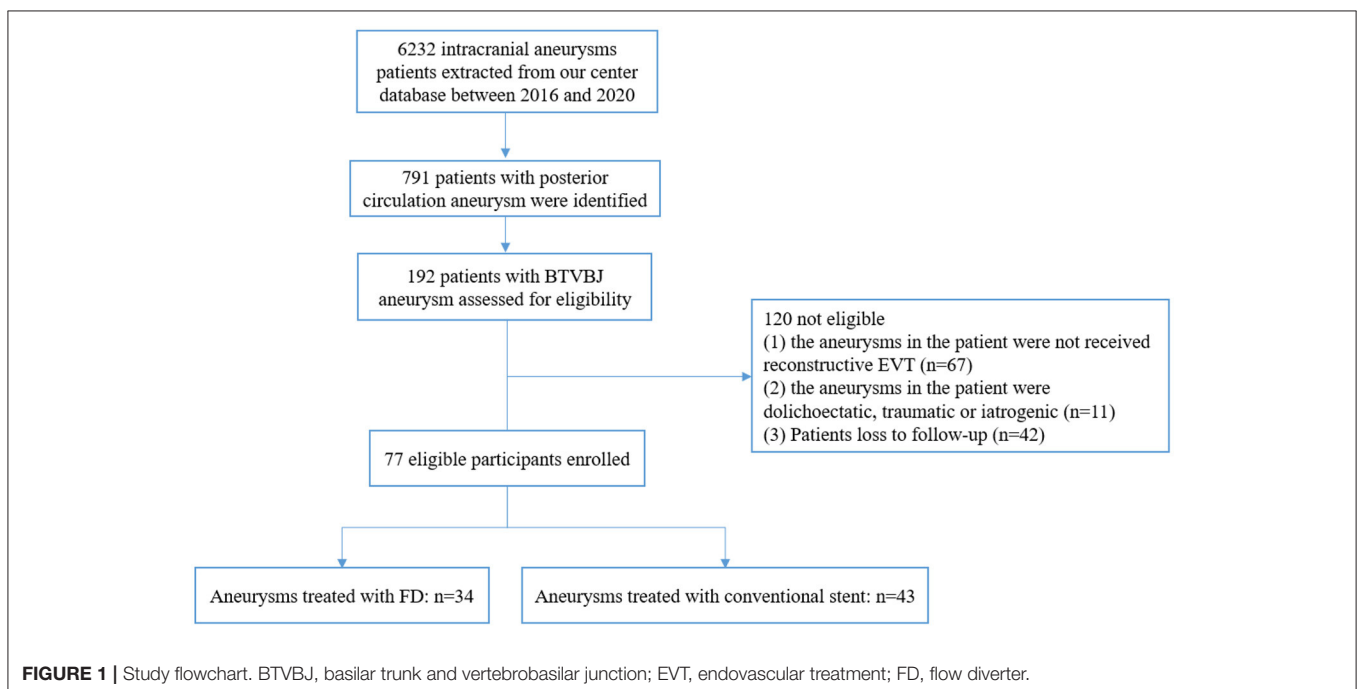 6232 intracranial aneurysms
patients extracted from our center
database between 2016 and 2020
791 patients with posterior
circulation aneurysm were identified
192 patients with BTVBJ
aneurysm assessed for eligibility
120 not eligible
(1) the aneurysms in the patient were not received
reconstructive EVT (n=67)
(2) the aneurysms in the patient were
dolichoectatic, traumatic or iatrogenic (n=11)
(3) Patients loss to follow-up (n=42)
77 eligible participants enrolled
Aneurysms treated with FD: n=34
Aneurysms treated with conventional stent: n=43
FIGURE 1 | Study flowchart. BTVBJ, basilar trunk and vertebrobasilar junction; EVT, endovascular treatment; FD, flow diverter.